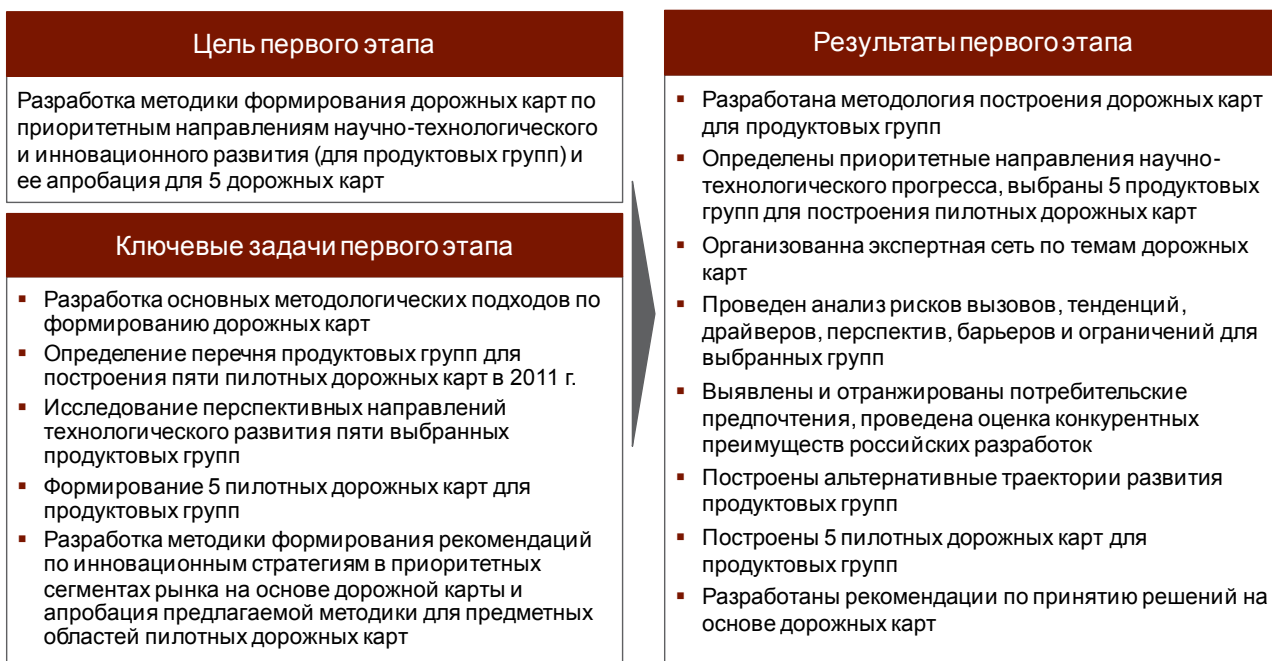 Цель первого этапа
Разработка методики формирования дорожных карт по
приоритетным направлениям научно-технологического
и инновационного развития (для продуктовых групп) и
ее апробация для 5 дорожных карт
Ключевые задачи первого этапа
▪ Разработка основных методологических подходов по
формированию дорожных карт
▪ Определение перечня продуктовых групп для
построения пяти пилотных дорожных карт в 2011 г.
▪ Исследование перспективных направлений
технологического развития пяти выбранных
продуктовых групп
▪ Формирование 5 пилотных дорожных карт для
продуктовых групп
▪ Разработка методики формирования рекомендаций
по инновационным стратегиям в приоритетных
сегментах рынка на основе дорожной карты и
апробация предлагаемой методики для предметных
областей пилотных дорожных карт
Результаты первого этапа
▪ Разработана методология построения дорожных карт
для продуктовых групп
▪ Определены приоритетные направления научно-
технологического прогресса, выбраны 5 продуктовых
групп для построения пилотных дорожных карт
▪ Организованна экспертная сеть по темам дорожных
карт
▪ Проведен анализ рисков вызовов, тенденций,
драйверов, перспектив, барьеров и ограничений для
выбранных групп
▪ Выявлены и отранжированы потребительские
предпочтения, проведена оценка конкурентных
преимуществ российских разработок
▪ Построены альтернативные траектории развития
продуктовых групп
▪ Построены 5 пилотных дорожных карт для
продуктовых групп
▪ Разработаны рекомендации по принятию решений на
основе дорожных карт